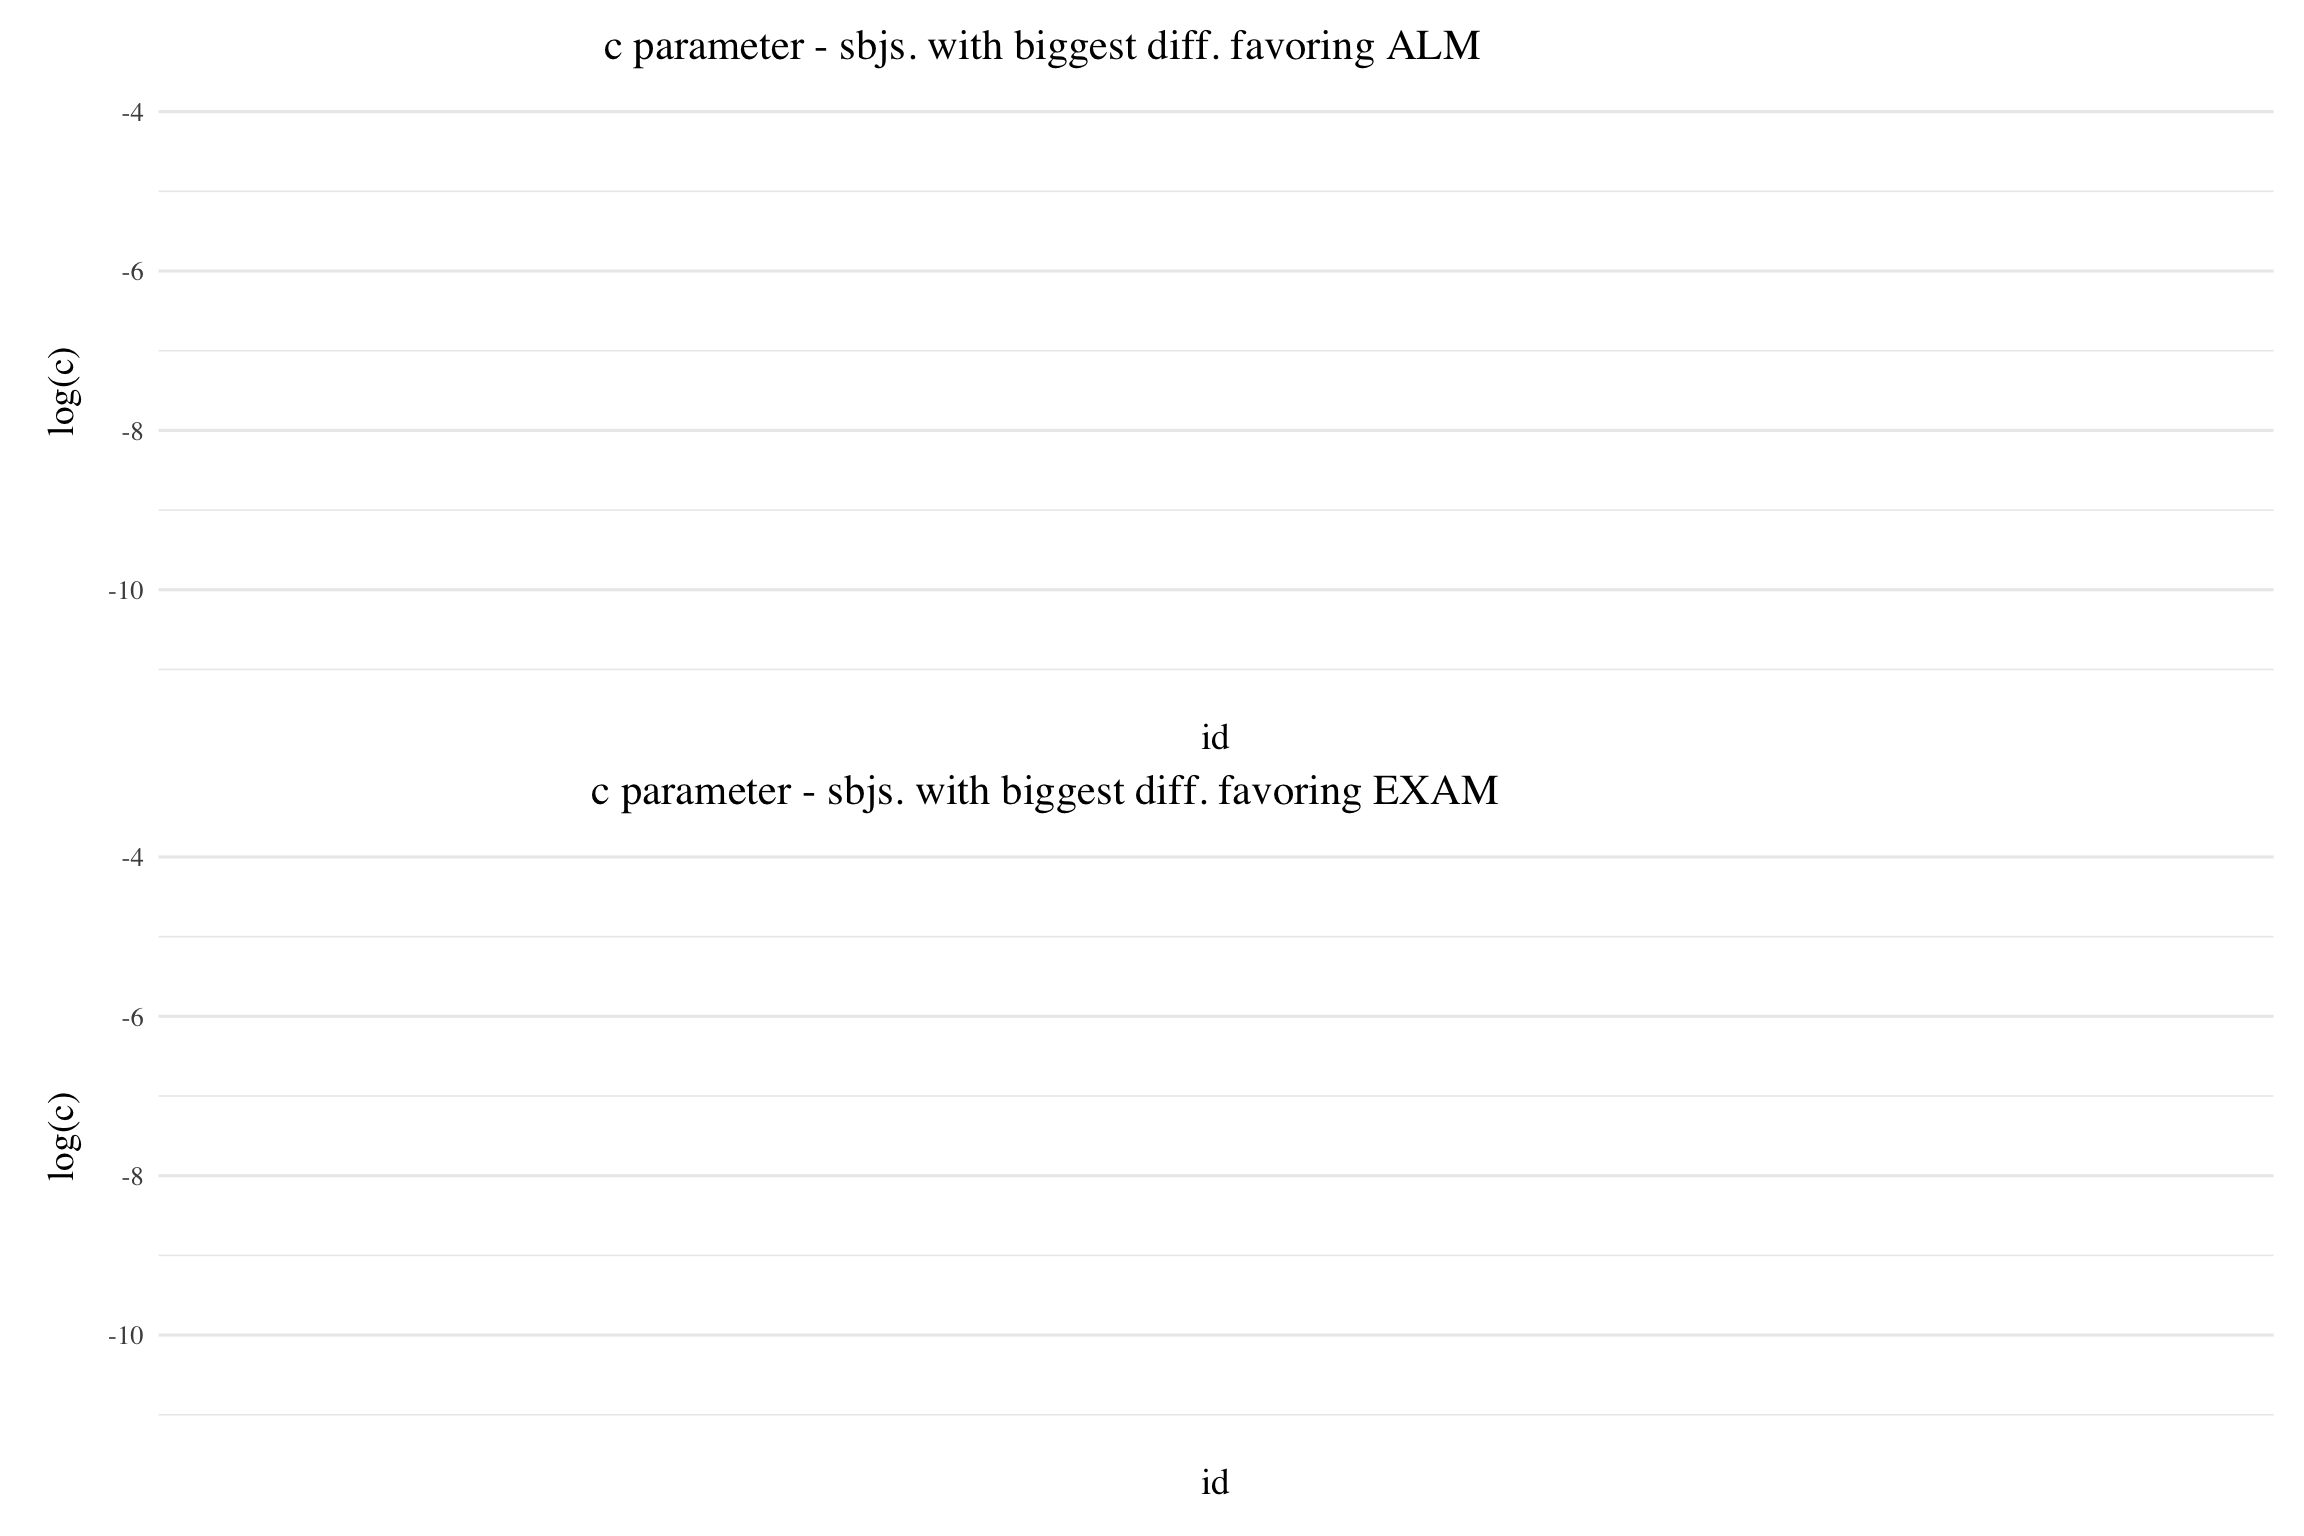 c parameter - sbjs. with biggest diff. favoring ALM
-4
-6
-8
-10
log(c)
id
c parameter - sbjs. with biggest diff. favoring EXAM
-4
-6
-8
-10
log(c)
id